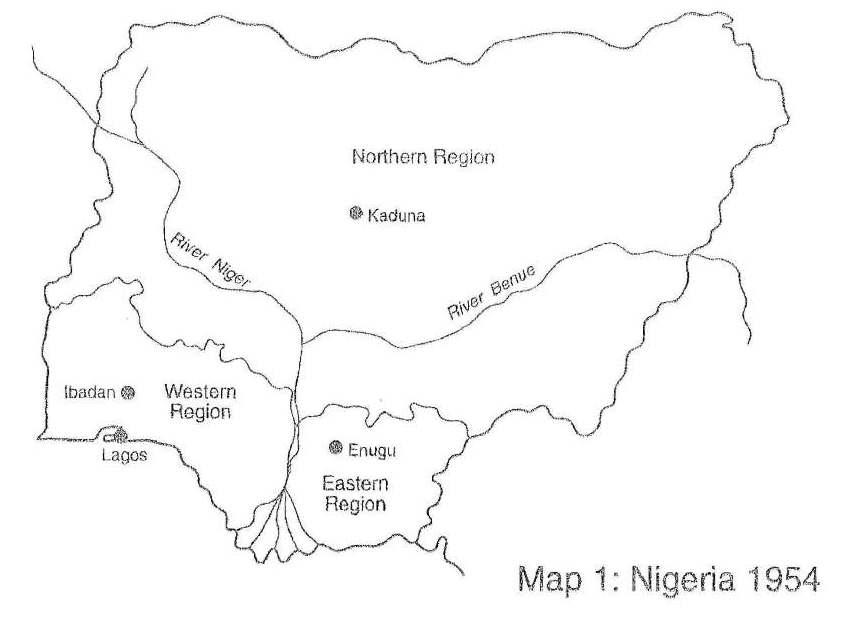 Northern Region
Kaduna
River Niger
River Benue
Ibadan
Western
Region
Lagos
Enugu
Eastern
Region
Map 1: Nigeria 1954